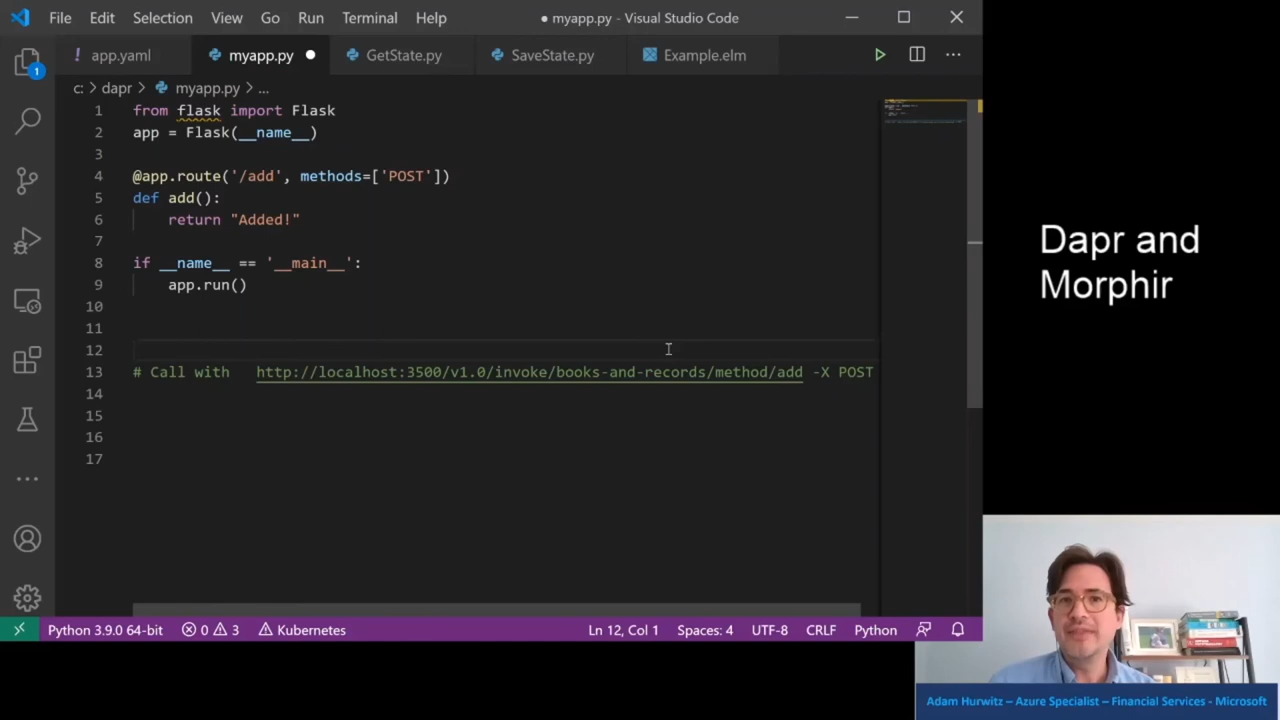 File Edit Selection View Go Run Terminal Help ● myapp.py - Visual Studio Code
! app.yaml myapp.py ● GetState.py SaveState.py Example.elm
c: > dapr > myapp.py > ...
1 from flask import Flask
2 app = Flask(__name__)
3
4 @app.route('/add', methods=['POST'])
5 def add():
6 return "Added!"
7
8 if __name__ == '__main__':
9 app.run()
10
11
12
13 # Call with http://localhost:3500/v1.0/invoke/books-and-records/method/add -X POST
14
15
16
17
1
Python 3.9.0 64-bit 0 3 Kubernetes Ln 12, Col 1 Spaces: 4 UTF-8 CRLF Python
Dapr and
Morphir
Adam Hurwitz – Azure Specialist – Financial Services - Microsoft